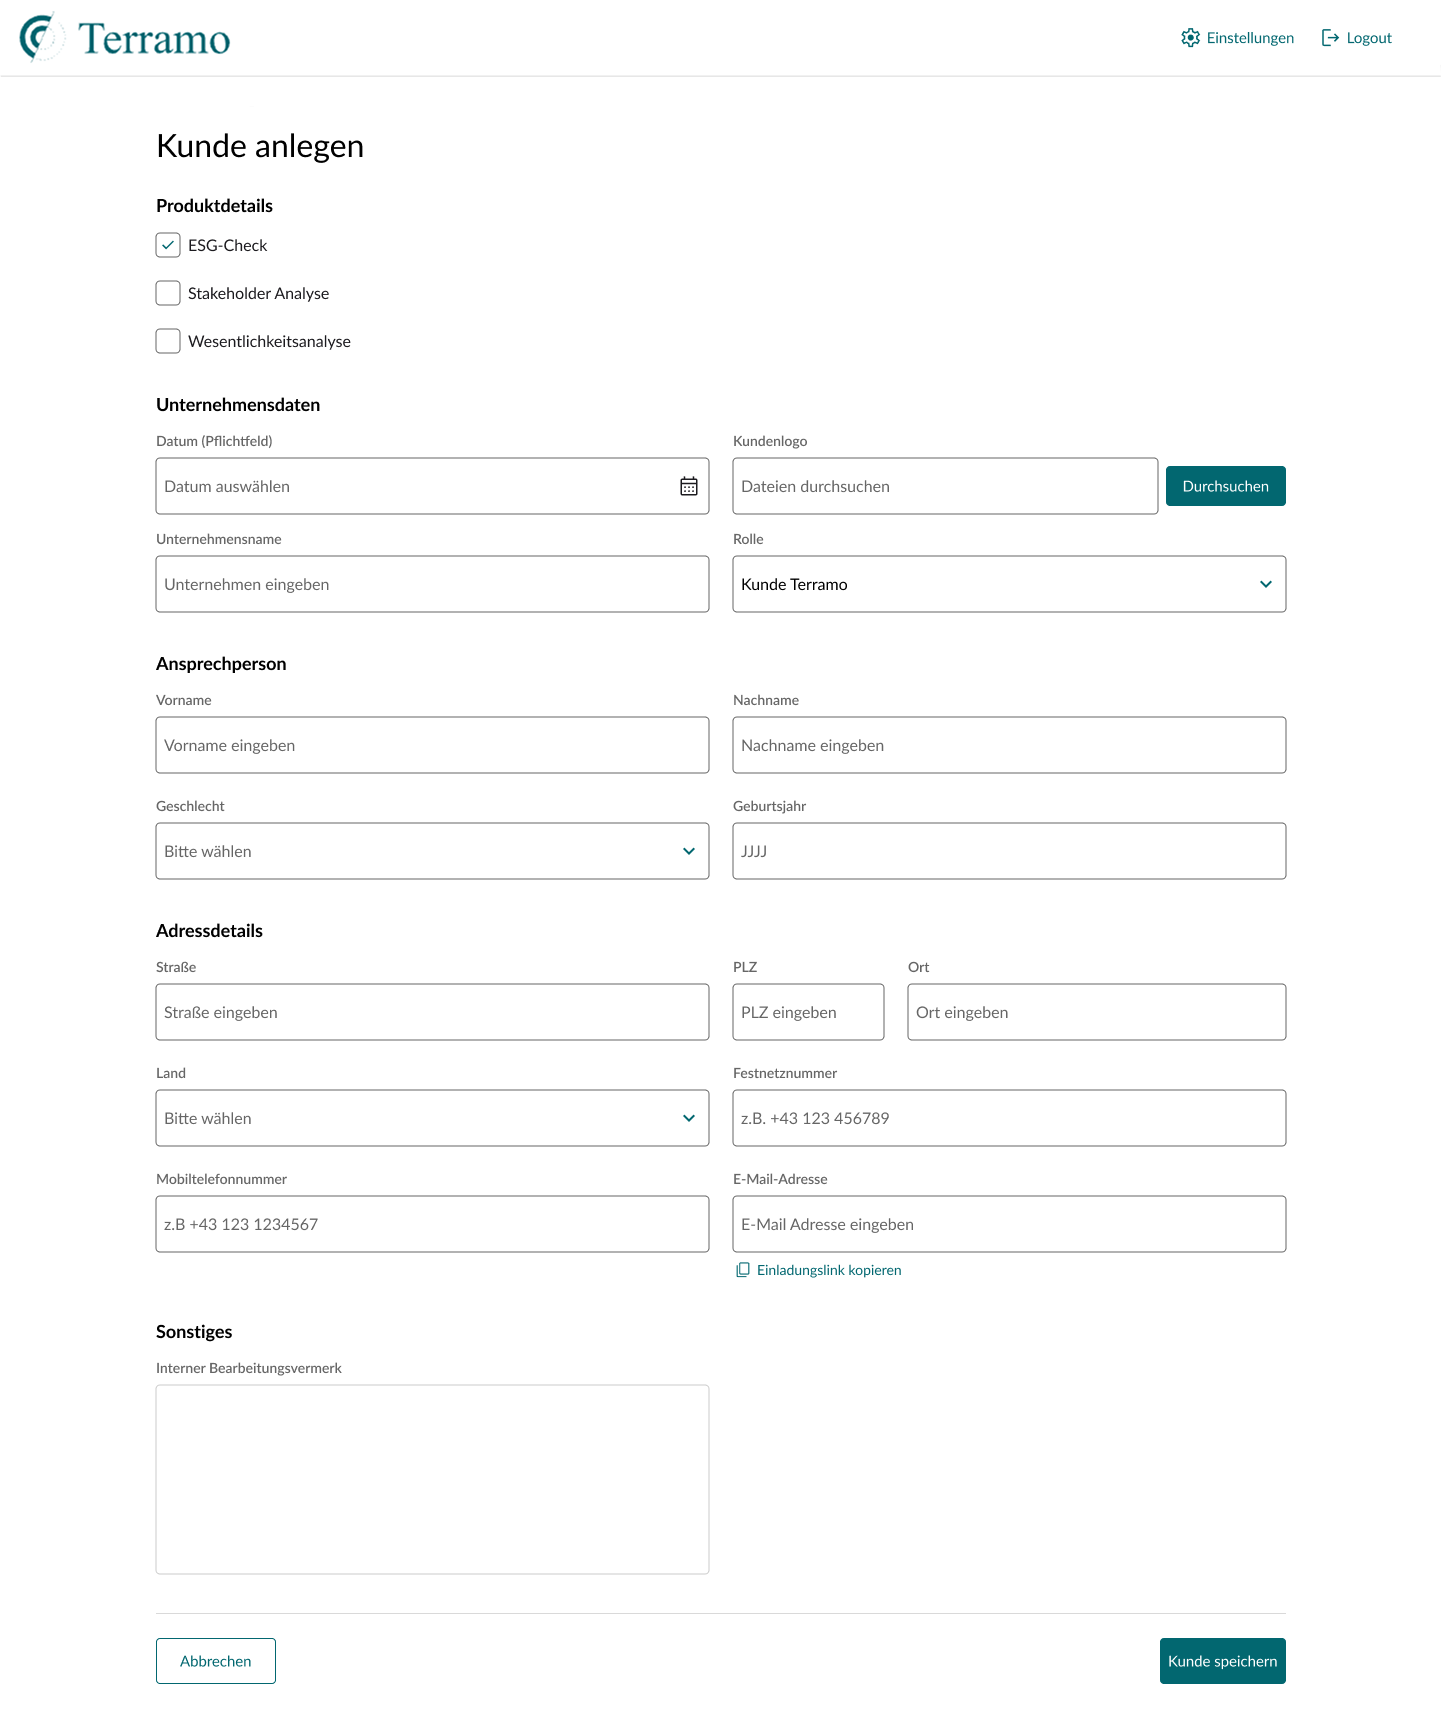 Terramo
Einstellungen
Logout
Kunde anlegen
Produktdetails
ESG-Check
Stakeholder Analyse
Wesentlichkeitsanalyse
Unternehmensdaten
Datum (Pflichtfeld)
Datum auswählen
Kundenlogo
Dateien durchsuchen
Durchsuchen
Unternehmensname
Unternehmen eingeben
Rolle
Kunde Terramo
Ansprechperson
Vorname
Vorname eingeben
Nachname
Nachname eingeben
Geschlecht
Bitte wählen
Geburtsjahr
JJJJ
Adressdetails
Straße
Straße eingeben
PLZ
PLZ eingeben
Ort
Ort eingeben
Land
Bitte wählen
Festnetznummer
z.B. +43 123 456789
Mobiltelefonnummer
z.B +43 123 1234567
E-Mail-Adresse
E-Mail Adresse eingeben
Einladungslink kopieren
Sonstiges
Interner Bearbeitungsvermerk
Abbrechen
Kunde speichern